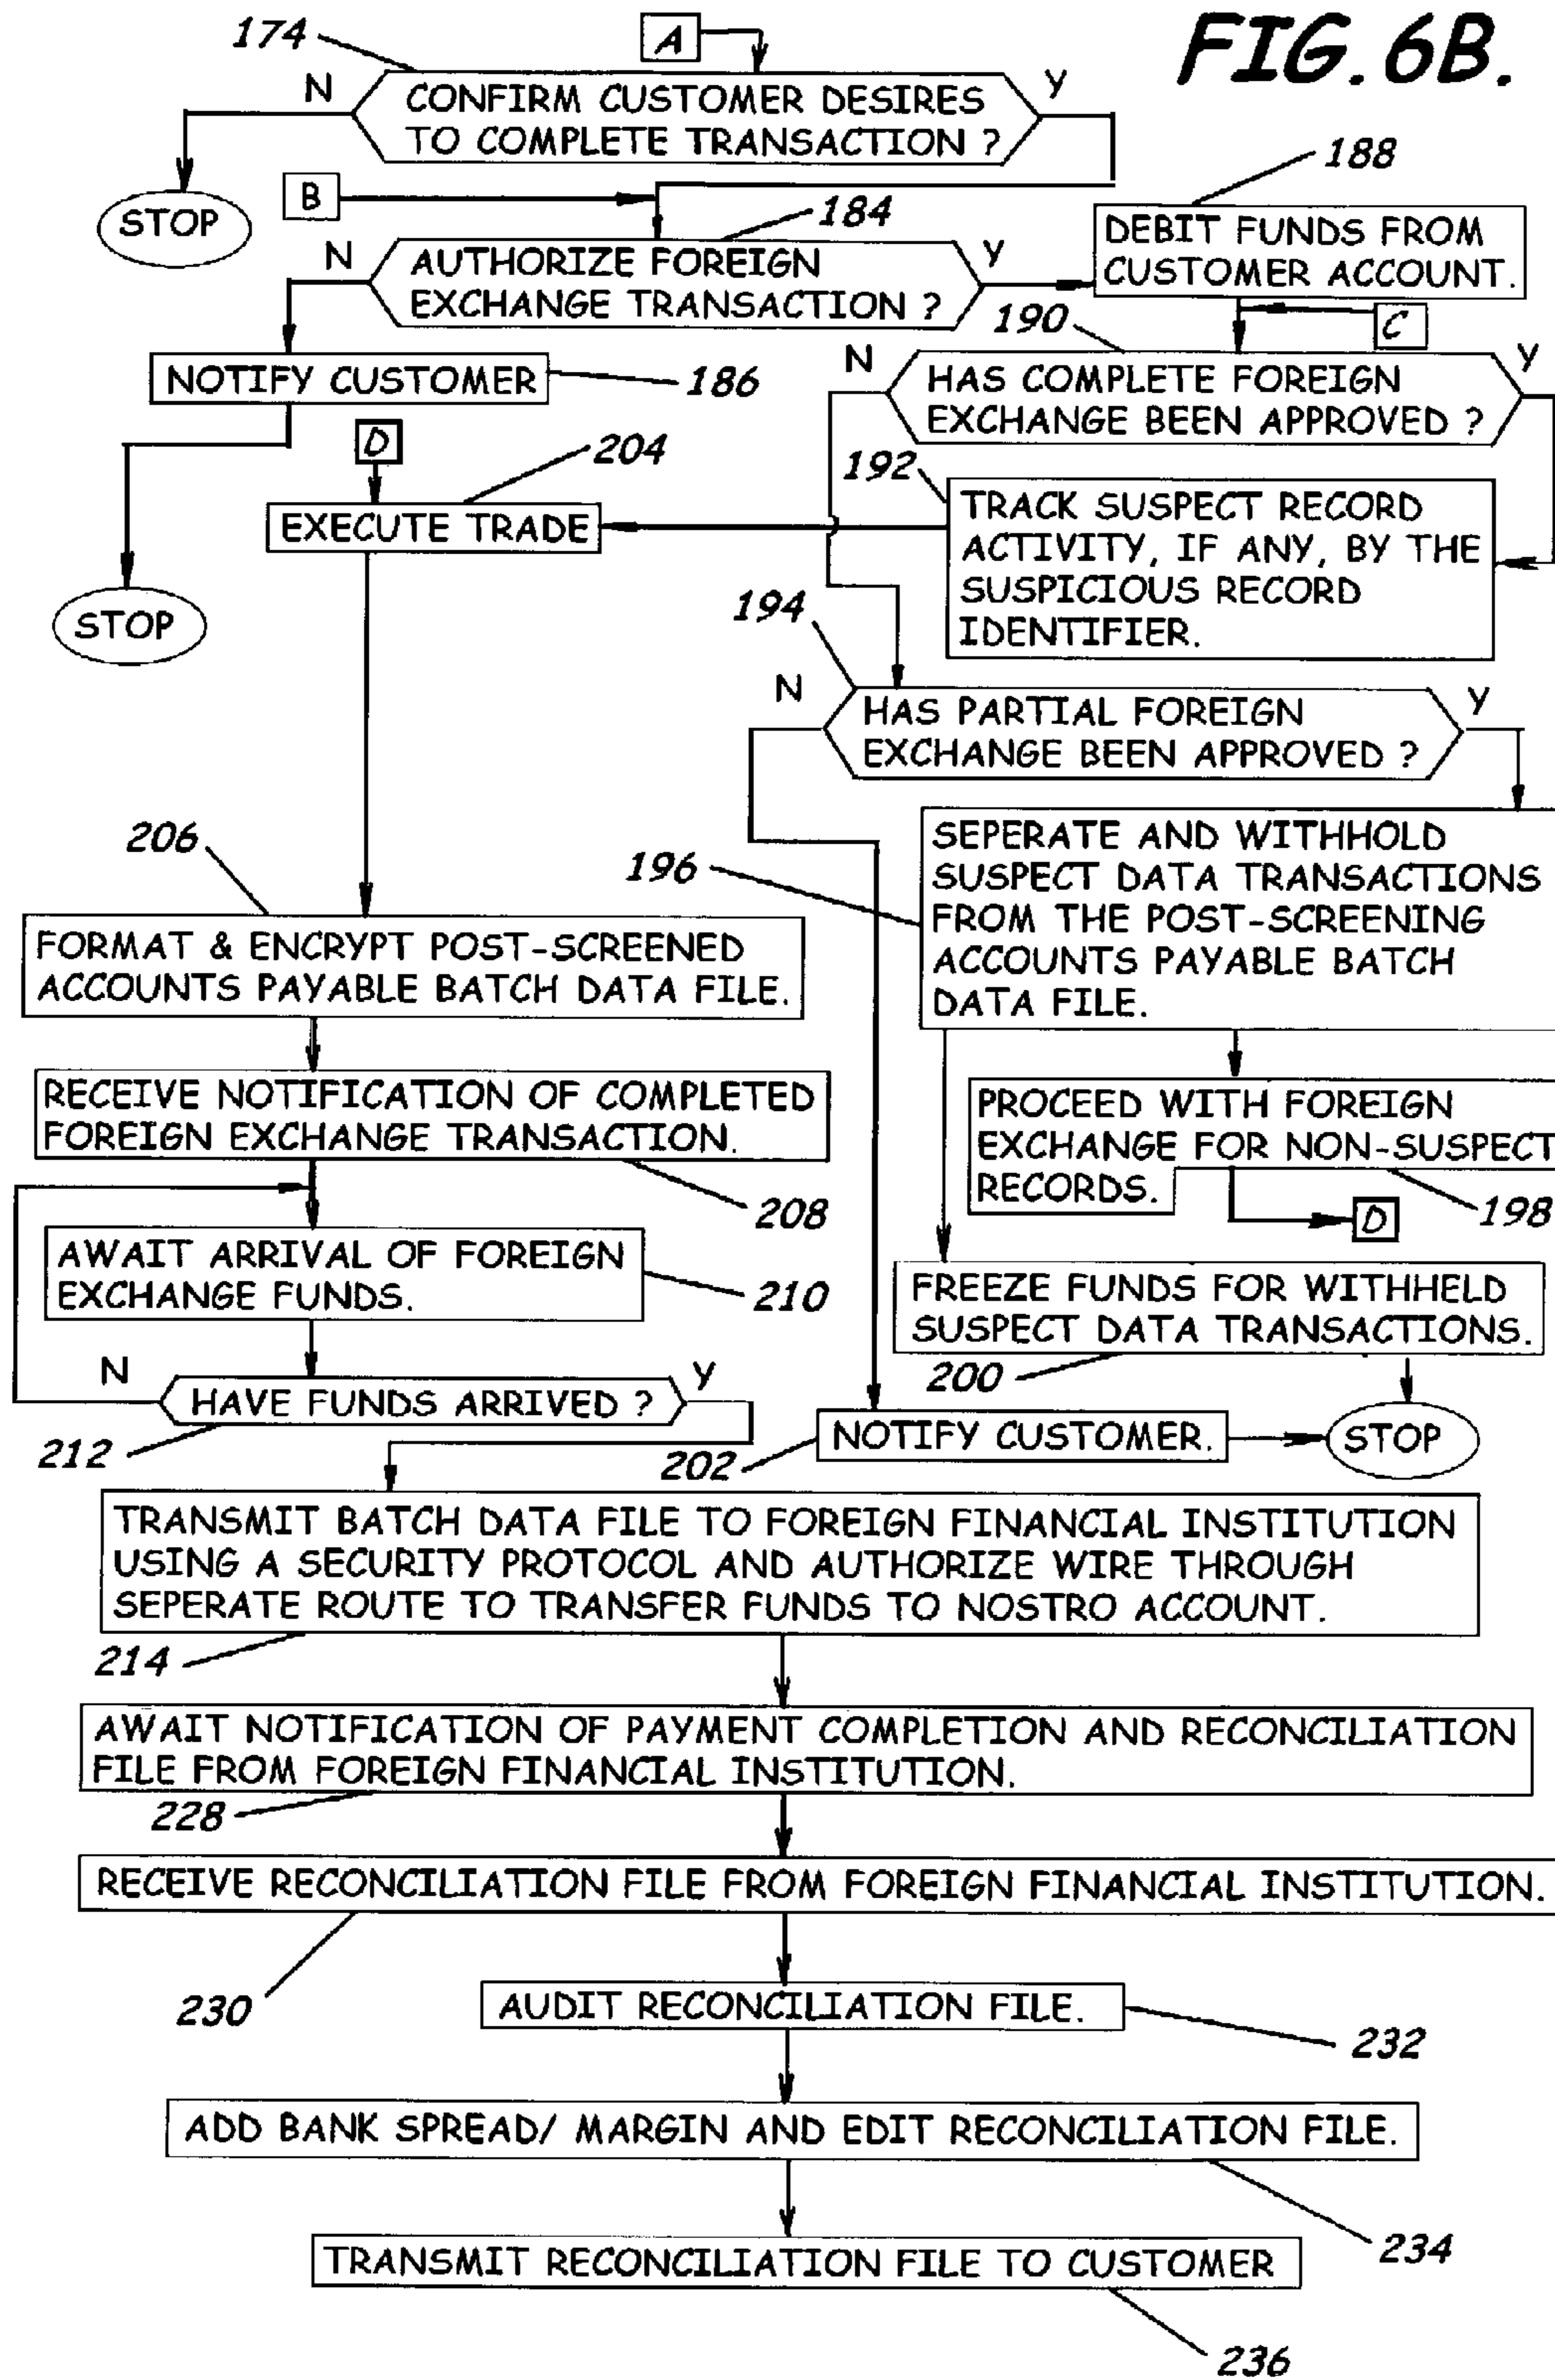 FIG. 6B.
174
A
N
Y
CONFIRM CUSTOMER DESIRES
TO COMPLETE TRANSACTION ?
188
STOP
B
184
N
Y
AUTHORIZE FOREIGN
EXCHANGE TRANSACTION ?
DEBIT FUNDS FROM
CUSTOMER ACCOUNT.
190
C
NOTIFY CUSTOMER
186
N
Y
HAS COMPLETE FOREIGN
EXCHANGE BEEN APPROVED ?
D
204
192
EXECUTE TRADE
TRACK SUSPECT RECORD
ACTIVITY, IF ANY, BY THE
SUSPICIOUS RECORD
IDENTIFIER.
STOP
194
N
Y
HAS PARTIAL FOREIGN
EXCHANGE BEEN APPROVED ?
206
196
SEPERATE AND WITHHOLD
SUSPECT DATA TRANSACTIONS
FROM THE POST-SCREENING
ACCOUNTS PAYABLE BATCH
DATA FILE.
FORMAT & ENCRYPT POST-SCREENED
ACCOUNTS PAYABLE BATCH DATA FILE.
RECEIVE NOTIFICATION OF COMPLETED
FOREIGN EXCHANGE TRANSACTION.
208
PROCEED WITH FOREIGN
EXCHANGE FOR NON-SUSPECT
RECORDS.
D
198
AWAIT ARRIVAL OF FOREIGN
EXCHANGE FUNDS.
210
FREEZE FUNDS FOR WITHHELD
SUSPECT DATA TRANSACTIONS.
200
N
Y
HAVE FUNDS ARRIVED ?
212
202
NOTIFY CUSTOMER.
STOP
TRANSMIT BATCH DATA FILE TO FOREIGN FINANCIAL INSTITUTION
USING A SECURITY PROTOCOL AND AUTHORIZE WIRE THROUGH
SEPERATE ROUTE TO TRANSFER FUNDS TO NOSTRO ACCOUNT.
214
AWAIT NOTIFICATION OF PAYMENT COMPLETION AND RECONCILIATION
FILE FROM FOREIGN FINANCIAL INSTITUTION.
228
RECEIVE RECONCILIATION FILE FROM FOREIGN FINANCIAL INSTITUTION.
230
AUDIT RECONCILIATION FILE.
232
ADD BANK SPREAD/ MARGIN AND EDIT RECONCILIATION FILE.
234
TRANSMIT RECONCILIATION FILE TO CUSTOMER
236